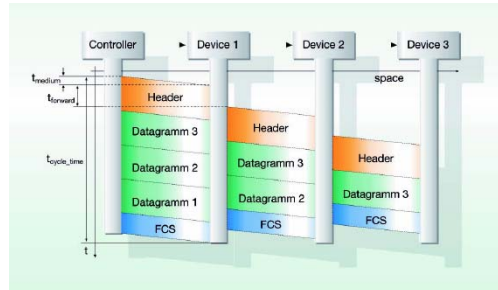 Controller
Device 1
Device 2
Device 3
space
tmedium
tforward
tcycle_time
t
Header
Datagramm 3
Datagramm 2
Datagramm 1
FCS
Header
Datagramm 3
Datagramm 2
FCS
Header
Datagramm 3
FCS